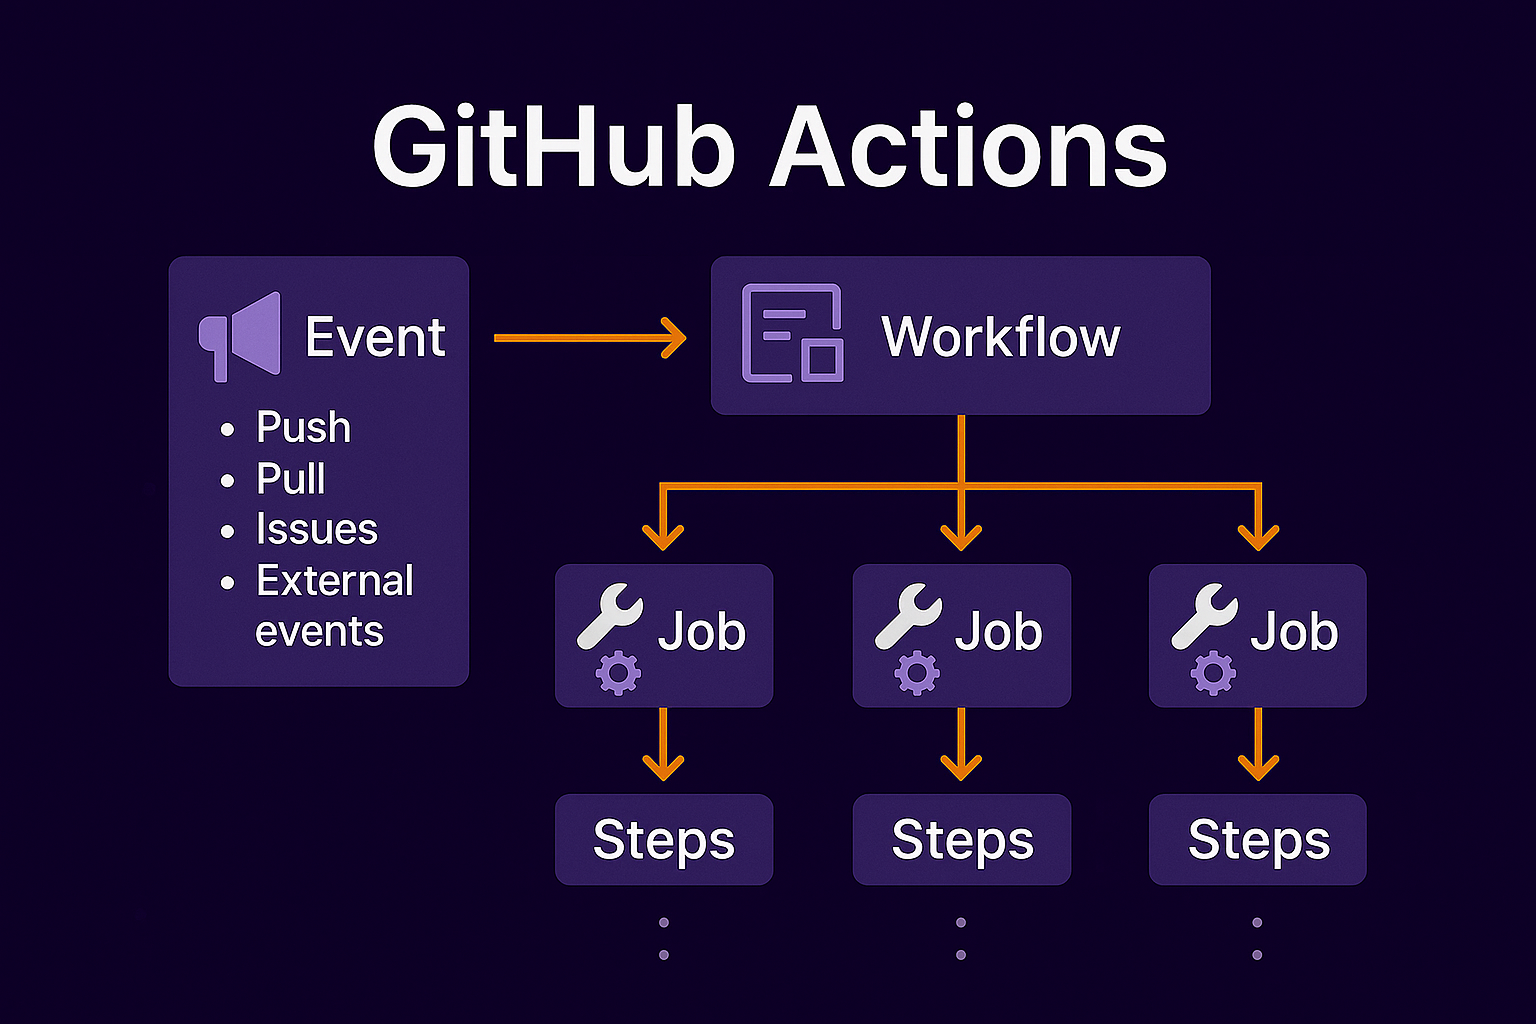 GitHub Actions
Event
• Push
• Pull
• Issues
• External
events
Workflow
Job
Job
Job
Steps
Steps
Steps